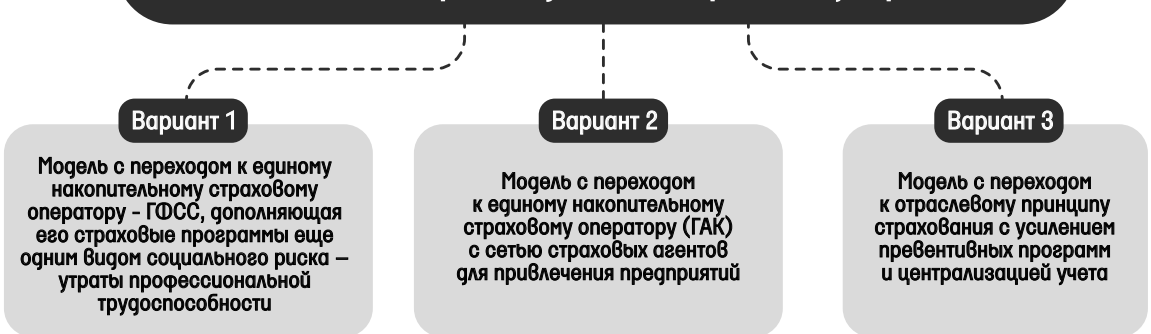 Вариант 1
Модель с переходом к единому
накопительному страховому
оператору - ГФСС, дополняющая
его страховые программы еще
одним видом социального риска –
утраты профессиональной
трудоспособности
Вариант 2
Модель с переходом
к единому накопительному
страховому оператору (ГАК)
с сетью страховых агентов
для привлечения предприятий
Вариант 3
Модель с переходом
к отраслевому принципу
страхования с усилением
превентивных программ
и централизацией учета